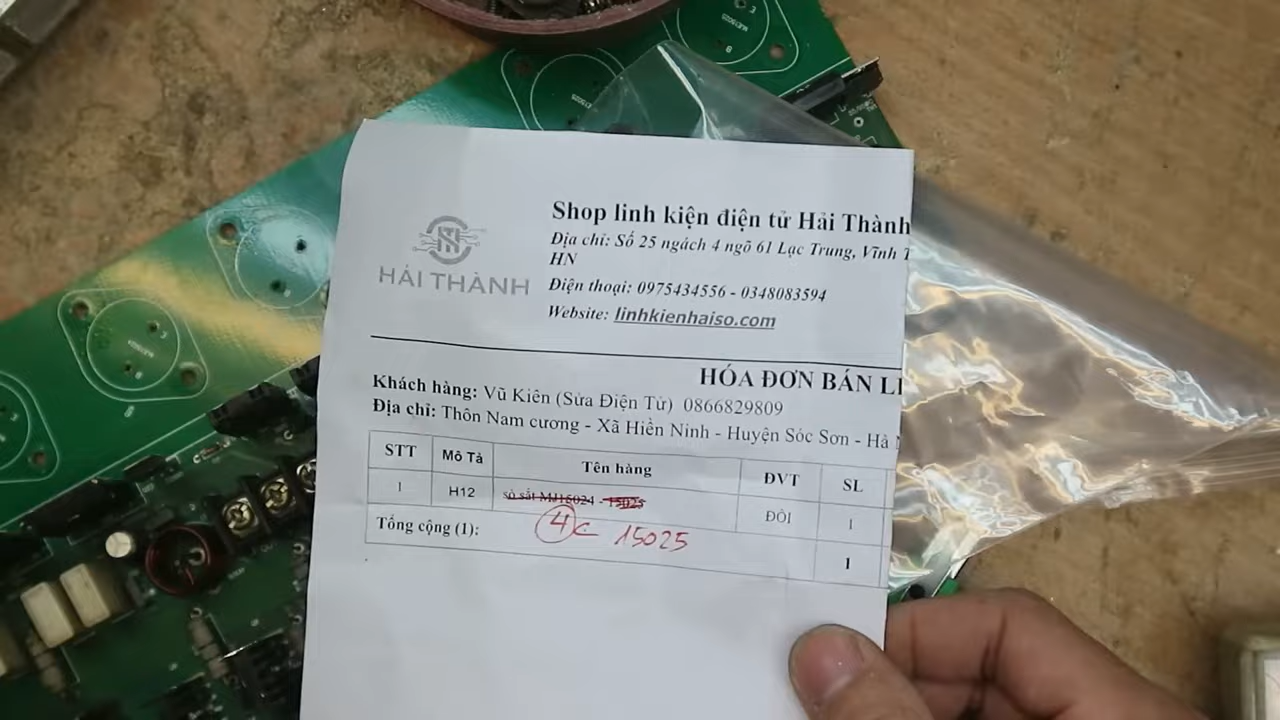 HẢI THÀNH
Shop linh kiện điện tử Hải Thành
Địa chỉ: Số 25 ngách 4 ngõ 61 Lạc Trung, Vĩnh T
HN
Điện thoại: 0975434556 - 0348083594
Website: linhkienhaiso.com
HÓA ĐƠN BÁN L
Khách hàng: Vũ Kiên (Sửa Điện Tử) 0866829809
Địa chỉ: Thôn Nam cương - Xã Hiền Ninh - Huyện Sóc Sơn - Hà
STT Mô Tả Tên hàng ĐVT SL
1 H12 sò sắt MJ15024 - 15025 ĐÔI 1
Tổng cộng (1): 1
4 C 15025